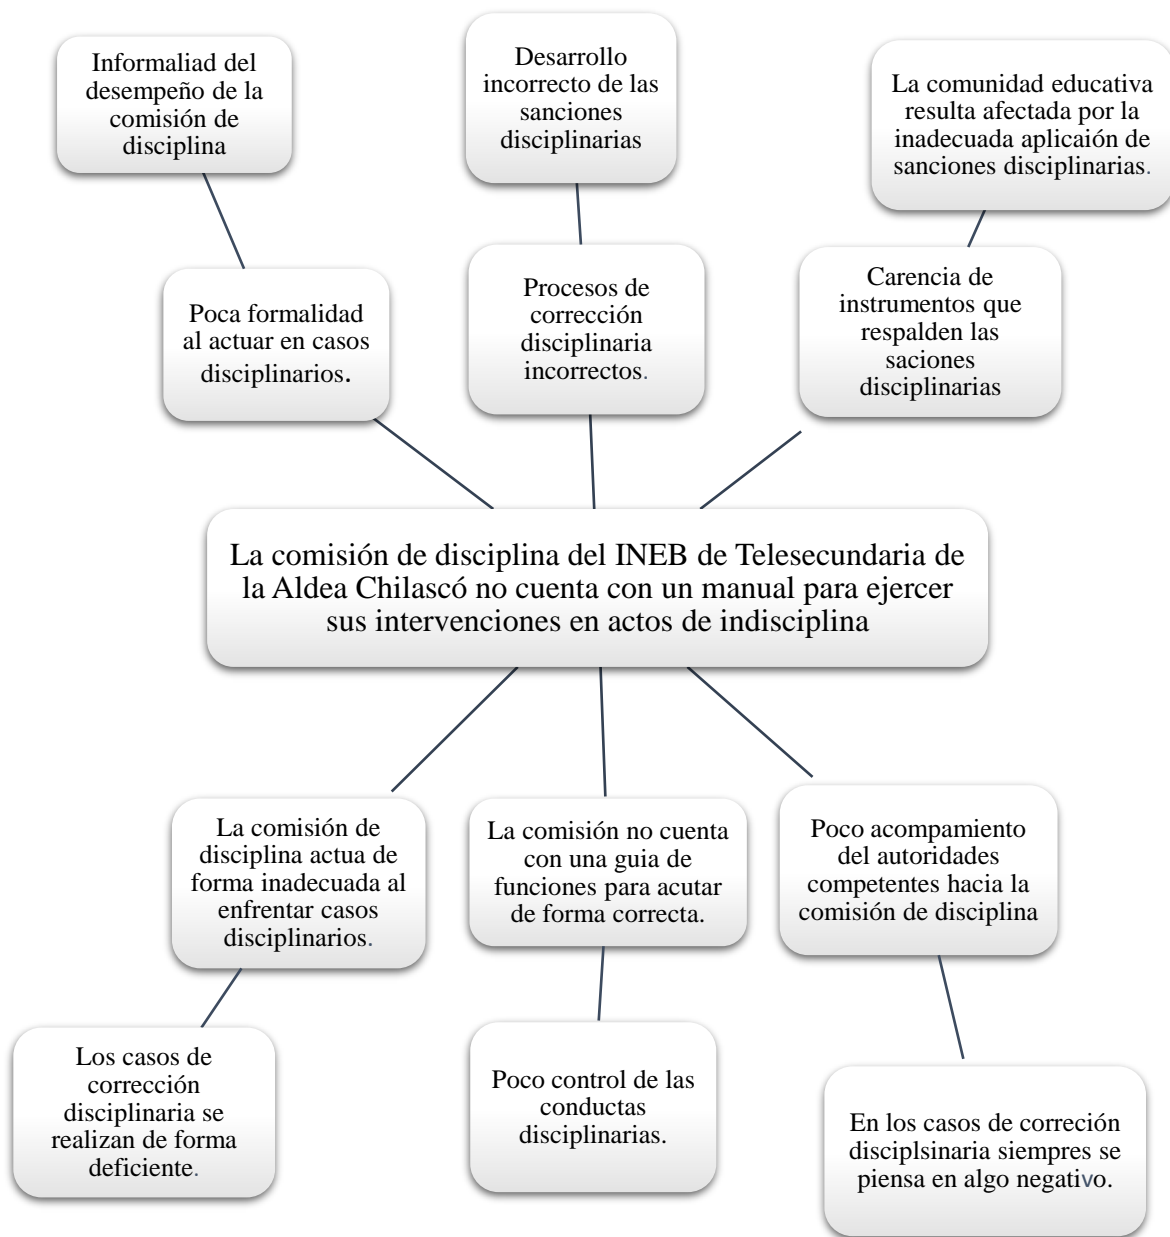 Informaliad del
desempeño de la
comisión de
disciplina
Desarrollo
incorrecto de las
sanciones
disciplinarias
La comunidad educativa
resulta afectada por la
inadecuada aplicaión de
sanciones disciplinarias.
Poca formalidad
al actuar en casos
disciplinarios.
Procesos de
corrección
disciplinaria
incorrectos.
Carencia de
instrumentos que
respalden las
saciones
disciplinarias
La comisión de disciplina del INEB de Telesecundaria de
la Aldea Chilascó no cuenta con un manual para ejercer
sus intervenciones en actos de indisciplina
La comisión de
disciplina actua de
forma inadecuada al
enfrentar casos
disciplinarios.
La comisión no cuenta
con una guia de
funciones para acutar
de forma correcta.
Poco acompamiento
del autoridades
competentes hacia la
comisión de disciplina
Los casos de
corrección
disciplinaria se
realizan de forma
deficiente.
Poco control de las
conductas
disciplinarias.
En los casos de correción
disciplsinaria siempres se
piensa en algo negativo.